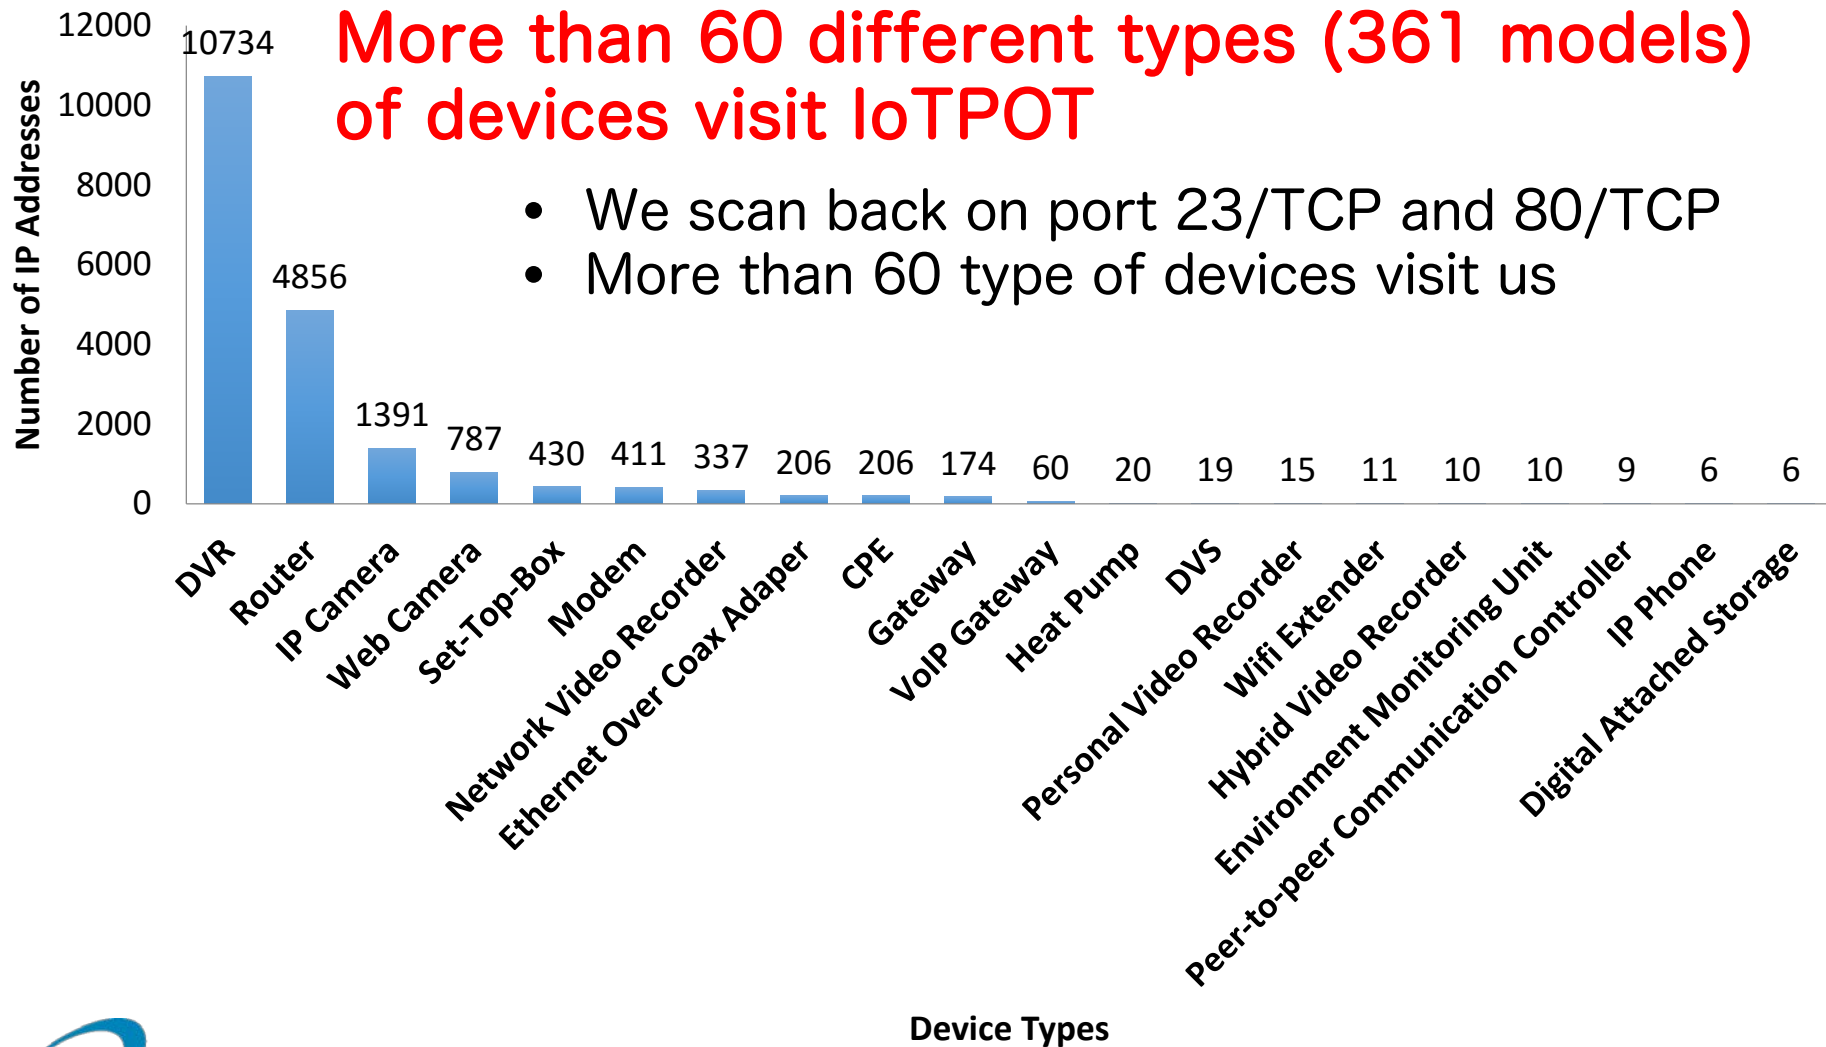 More than 60 different types (361 models)
of devices visit IoTPOT
• We scan back on port 23/TCP and 80/TCP
• More than 60 type of devices visit us
Number of IP Addresses
12000
10000
8000
6000
4000
2000
0
10734
4856
1391
787
430
411
337
206
206
174
60
20
19
15
11
10
10
9
6
6
DVR
Router
IP Camera
Web Camera
Set-Top-Box
Modem
Network Video Recorder
Ethernet Over Coax Adaper
CPE
Gateway
VoIP Gateway
Heat Pump
DVS
Personal Video Recorder
Wifi Extender
Hybrid Video Recorder
Environment Monitoring Unit
Peer-to-peer Communication Controller
IP Phone
Digital Attached Storage
Device Types